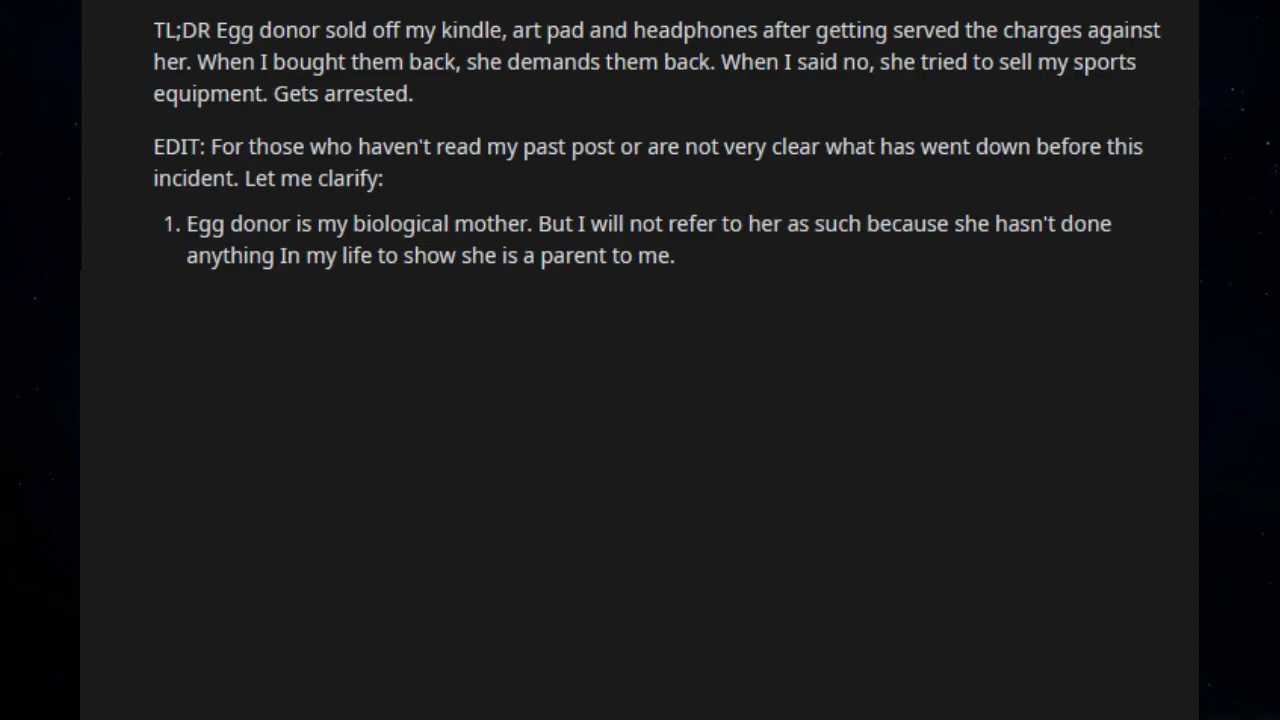 TL;DR Egg donor sold off my kindle, art pad and headphones after getting served the charges against
her. When I bought them back, she demands them back. When I said no, she tried to sell my sports
equipment. Gets arrested.
EDIT: For those who haven't read my past post or are not very clear what has went down before this
incident. Let me clarify:
1. Egg donor is my biological mother. But I will not refer to her as such because she hasn't done
anything In my life to show she is a parent to me.